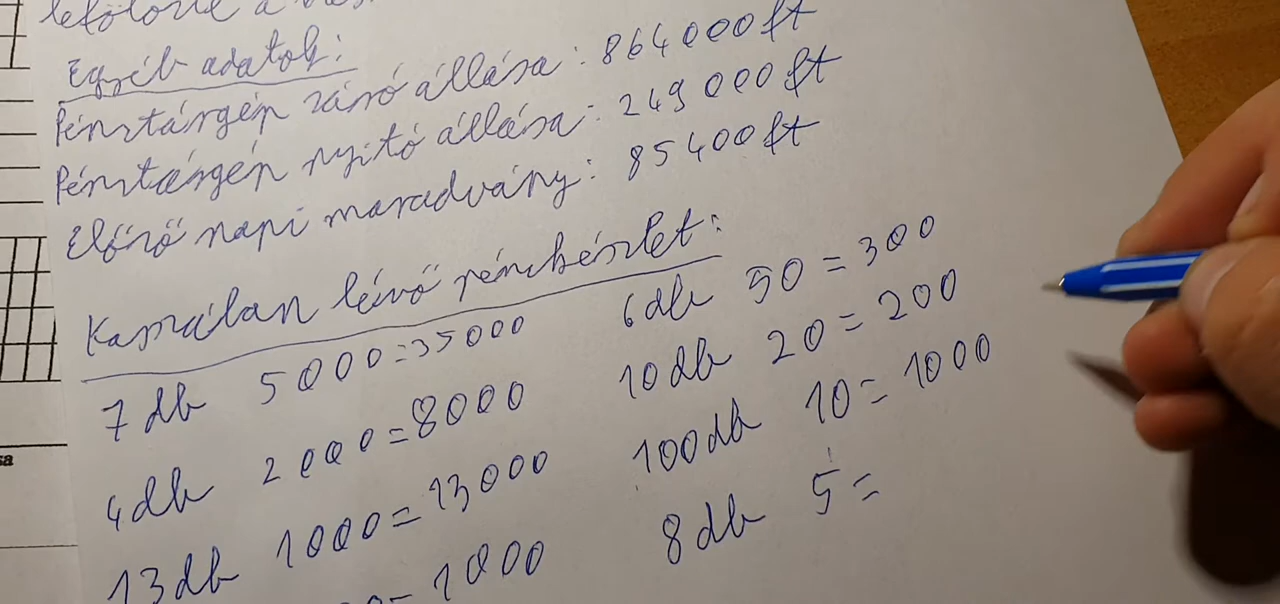 Egyéb adatok:
Pénztárgép záró állása: 864000 ft
Pénztárgép nyitó állása: 249000 ft
Előző napi maradvány: 85400 ft
Kasszában lévő pénzkészlet:
7 db 5000=35000
4 db 2000=8000
13 db 1000=13000
=1000
6 db 50=300
10 db 20=200
100 db 10=1000
8 db 5=